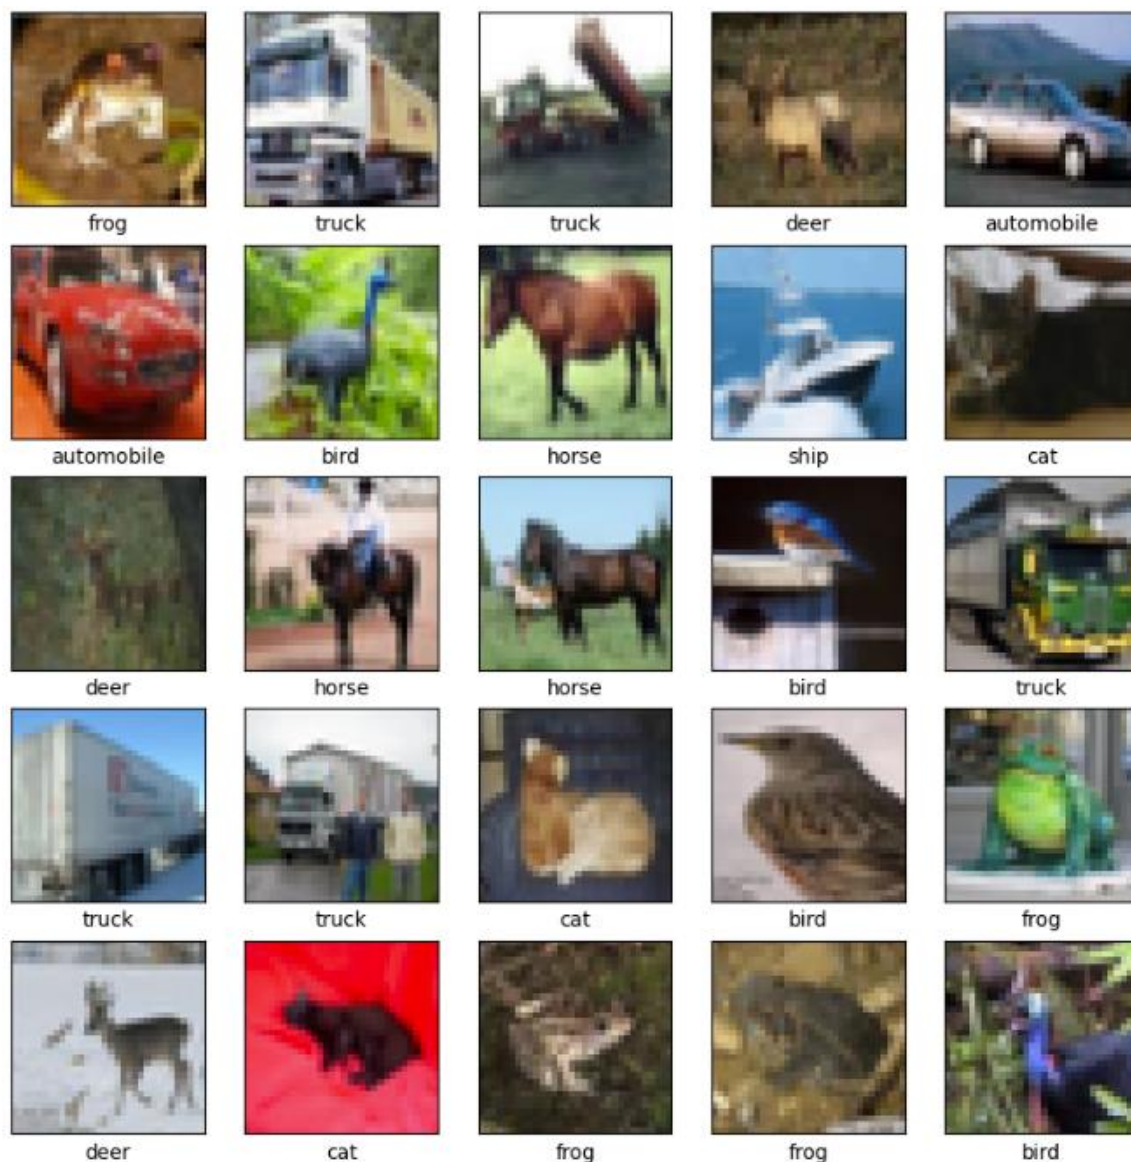 frog truck truck deer automobile
automobile bird horse ship cat
deer horse horse bird truck
truck truck cat bird frog
deer cat frog frog bird